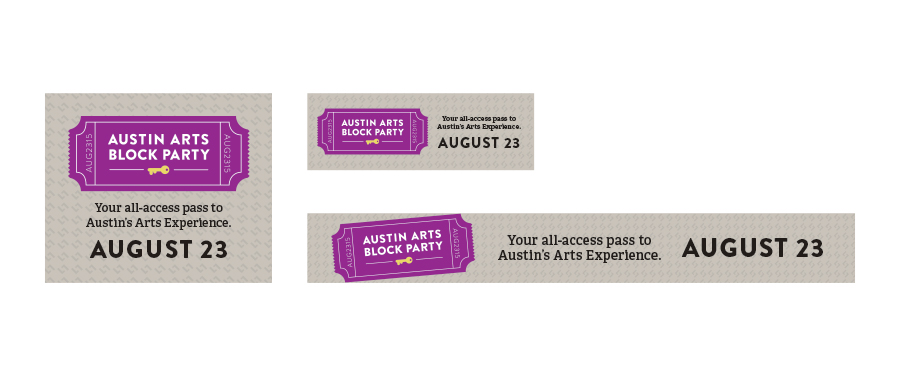 AUG2315
AUSTIN ARTS
BLOCK PARTY
AUG2315
Your all-access pass to
Austin's Arts Experience.
AUGUST 23
AUG2315
AUSTIN ARTS
BLOCK PARTY
AUG2315
Your all-access pass to
Austin's Arts Experience.
AUGUST 23
AUG2315
AUSTIN ARTS
BLOCK PARTY
AUG2315
Your all-access pass to
Austin's Arts Experience.
AUGUST 23